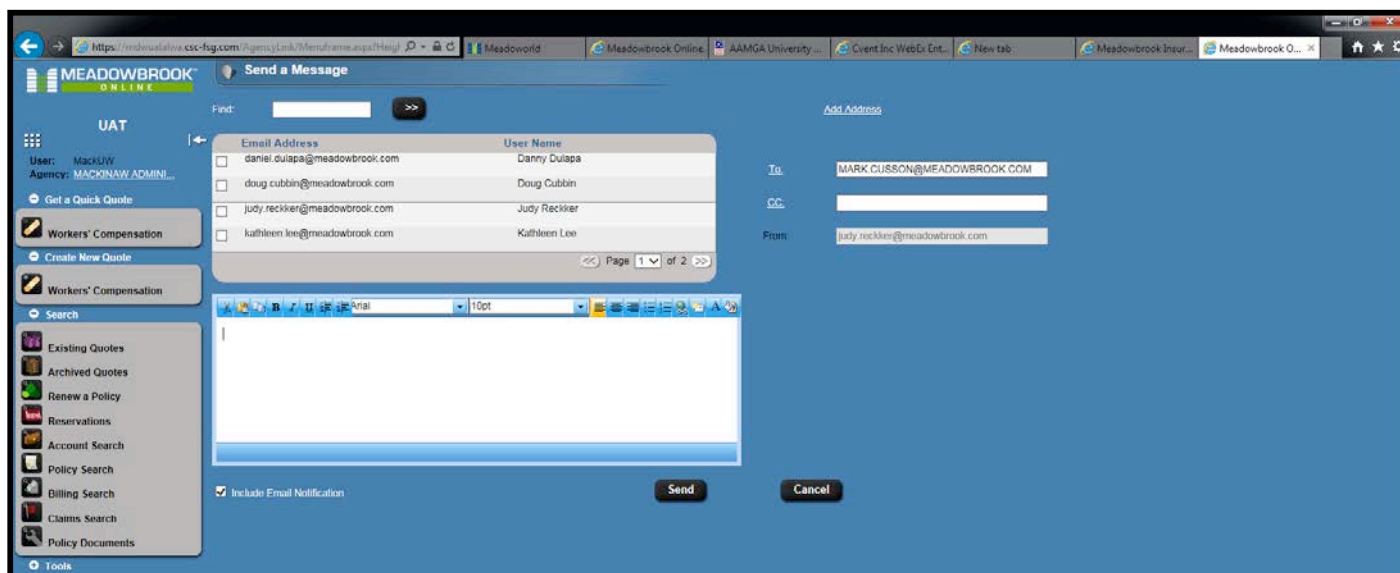 https://mdwuatalwa.csc-fsg.com/AgencyLink/Menuframe.aspx?Heigl
Meadoworld
Meadowbrook Online
AAMGA University ...
Cvent Inc WebEx Ent...
New tab
Meadowbrook Insur...
Meadowbrook O...
MEADOWBROOK
ONLINE
UAT
User: MackUW
Agency: MACKINAW ADMINI...
Get a Quick Quote
Workers' Compensation
Create New Quote
Workers' Compensation
Search
Existing Quotes
Archived Quotes
Renew a Policy
Reservations
Account Search
Policy Search
Billing Search
Claims Search
Policy Documents
Tools
Send a Message
Find: >>
Add Address
Email Address User Name
daniel.dulapa@meadowbrook.com Danny Dulapa
doug.cubbin@meadowbrook.com Doug Cubbin
judy.reckker@meadowbrook.com Judy Reckker
kathleen.lee@meadowbrook.com Kathleen Lee
<< Page 1 of 2 >>
To: MARK.CUSSON@MEADOWBROOK.COM
CC:
From: judy.reckker@meadowbrook.com
B I U Arial 10pt A
Include Email Notification
Send Cancel